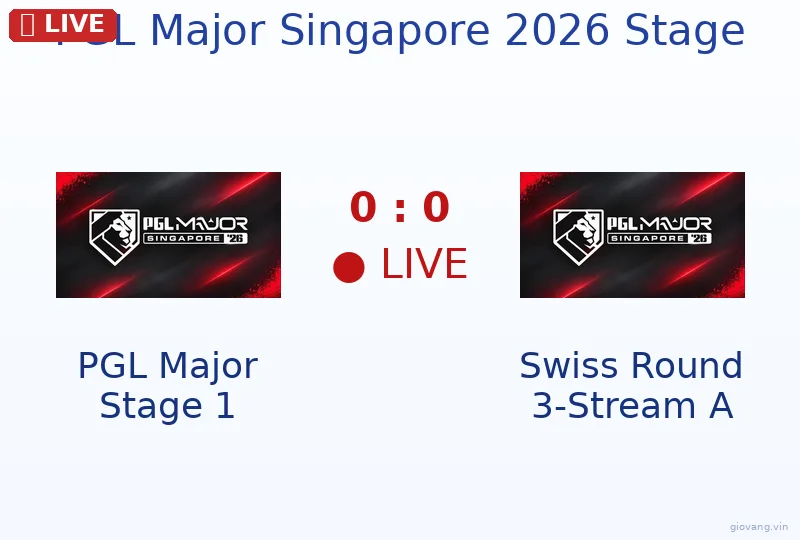 LIVE
PGL Major Singapore 2026 Stage
PGL MAJOR
SINGAPORE '26
0 : 0
● LIVE
PGL MAJOR
SINGAPORE '26
PGL Major
Stage 1
Swiss Round
3-Stream A
giovang.vin